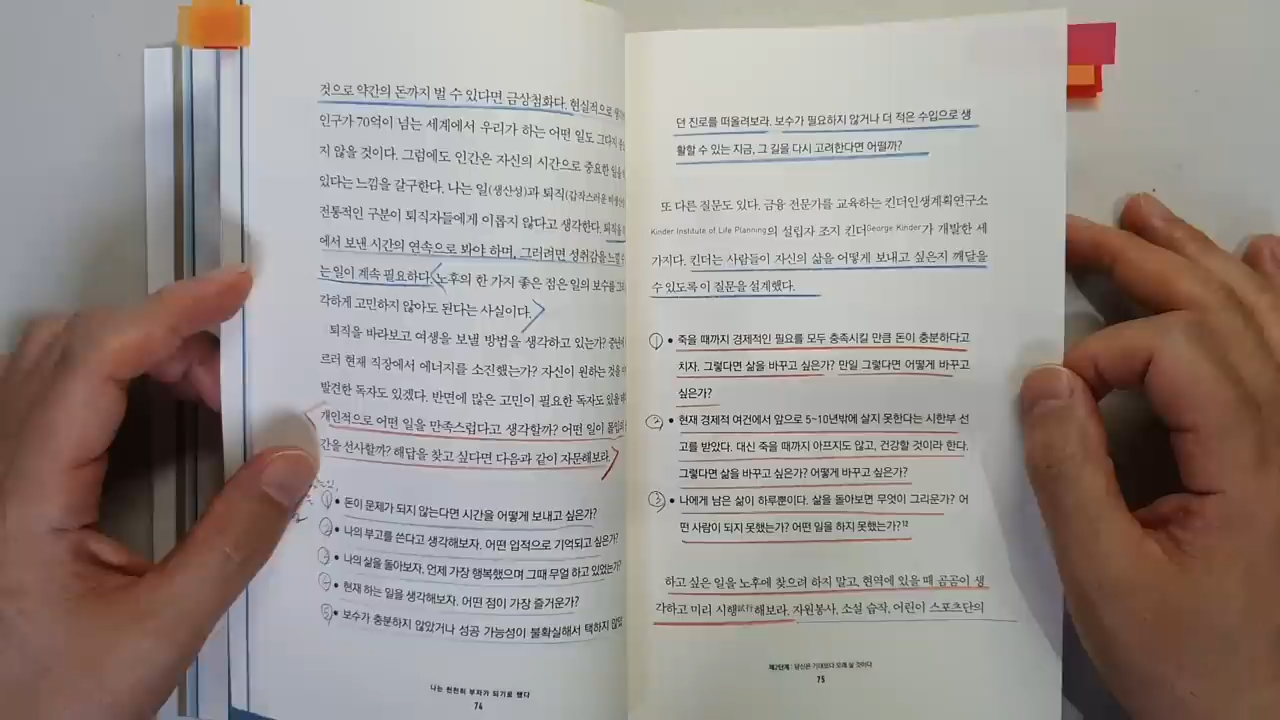 것으로 약간의 돈까지 벌 수 있다면 금상첨화다. 현실적으로
인구가 70억이 넘는 세계에서 우리가 하는 어떤 일도 그다지
지 않을 것이다. 그럼에도 인간은 자신의 시간으로 중요한 일을
있다는 느낌을 갈구한다. 나는 일(생산성)과 퇴직(갑작스러운
전통적인 구분이 퇴직자들에게 이롭지 않다고 생각한다.
에서 보낸 시간의 연속으로 봐야 하며, 그러려면 성취감을 느낄
는 일이 계속 필요하다. 노후의 한 가지 좋은 점은 일의 보수를
각하게 고민하지 않아도 된다는 사실이다.
퇴직을 바라보고 여생을 보낼 방법을 생각하고 있는가?
르러 현재 직장에서 에너지를 소진했는가? 자신이 원하는 것을
발견한 독자도 있겠다. 반면에 많은 고민이 필요한 독자도
개인적으로 어떤 일을 만족스럽다고 생각할까? 어떤 일이 몰입의
간을 선사할까? 해답을 찾고 싶다면 다음과 같이 자문해보라.
① • 돈이 문제가 되지 않는다면 시간을 어떻게 보내고 싶은가?
② • 나의 부고를 쓴다고 생각해보자. 어떤 업적으로 기억되고 싶은가?
③ • 나의 삶을 돌아보자. 언제 가장 행복했으며 그때 무얼 하고 있었는가?
④ • 현재 하는 일을 생각해보자. 어떤 점이 가장 즐거운가?
⑤ • 보수가 충분하지 않았거나 성공 가능성이 불확실해서 택하지 않았
나는 천천히 부자가 되기로 했다
74
던 진로를 떠올려보라. 보수가 필요하지 않거나 더 적은 수입으로 생
활할 수 있는 지금, 그 길을 다시 고려한다면 어떨까?
또 다른 질문도 있다. 금융 전문가를 교육하는 킨더인생계획연구소
Kinder Institute of Life Planning의 설립자 조지 킨더George Kinder가 개발한 세
가지다. 킨더는 사람들이 자신의 삶을 어떻게 보내고 싶은지 깨달을
수 있도록 이 질문을 설계했다.
① • 죽을 때까지 경제적인 필요를 모두 충족시킬 만큼 돈이 충분하다고
치자. 그렇다면 삶을 바꾸고 싶은가? 만일 그렇다면 어떻게 바꾸고
싶은가?
② • 현재 경제적 여건에서 앞으로 5~10년밖에 살지 못한다는 시한부 선
고를 받았다. 대신 죽을 때까지 아프지도 않고, 건강할 것이라 한다.
그렇다면 삶을 바꾸고 싶은가? 어떻게 바꾸고 싶은가?
③ • 나에게 남은 삶이 하루뿐이다. 삶을 돌아보면 무엇이 그리운가? 어
떤 사람이 되지 못했는가? 어떤 일을 하지 못했는가?12
하고 싶은 일을 노후에 찾으려 하지 말고, 현역에 있을 때 곰곰이 생
각하고 미리 시행試行해보라. 자원봉사, 소설 습작, 어린이 스포츠단의
제2단계 : 당신은 기대보다 오래 살 것이다
75